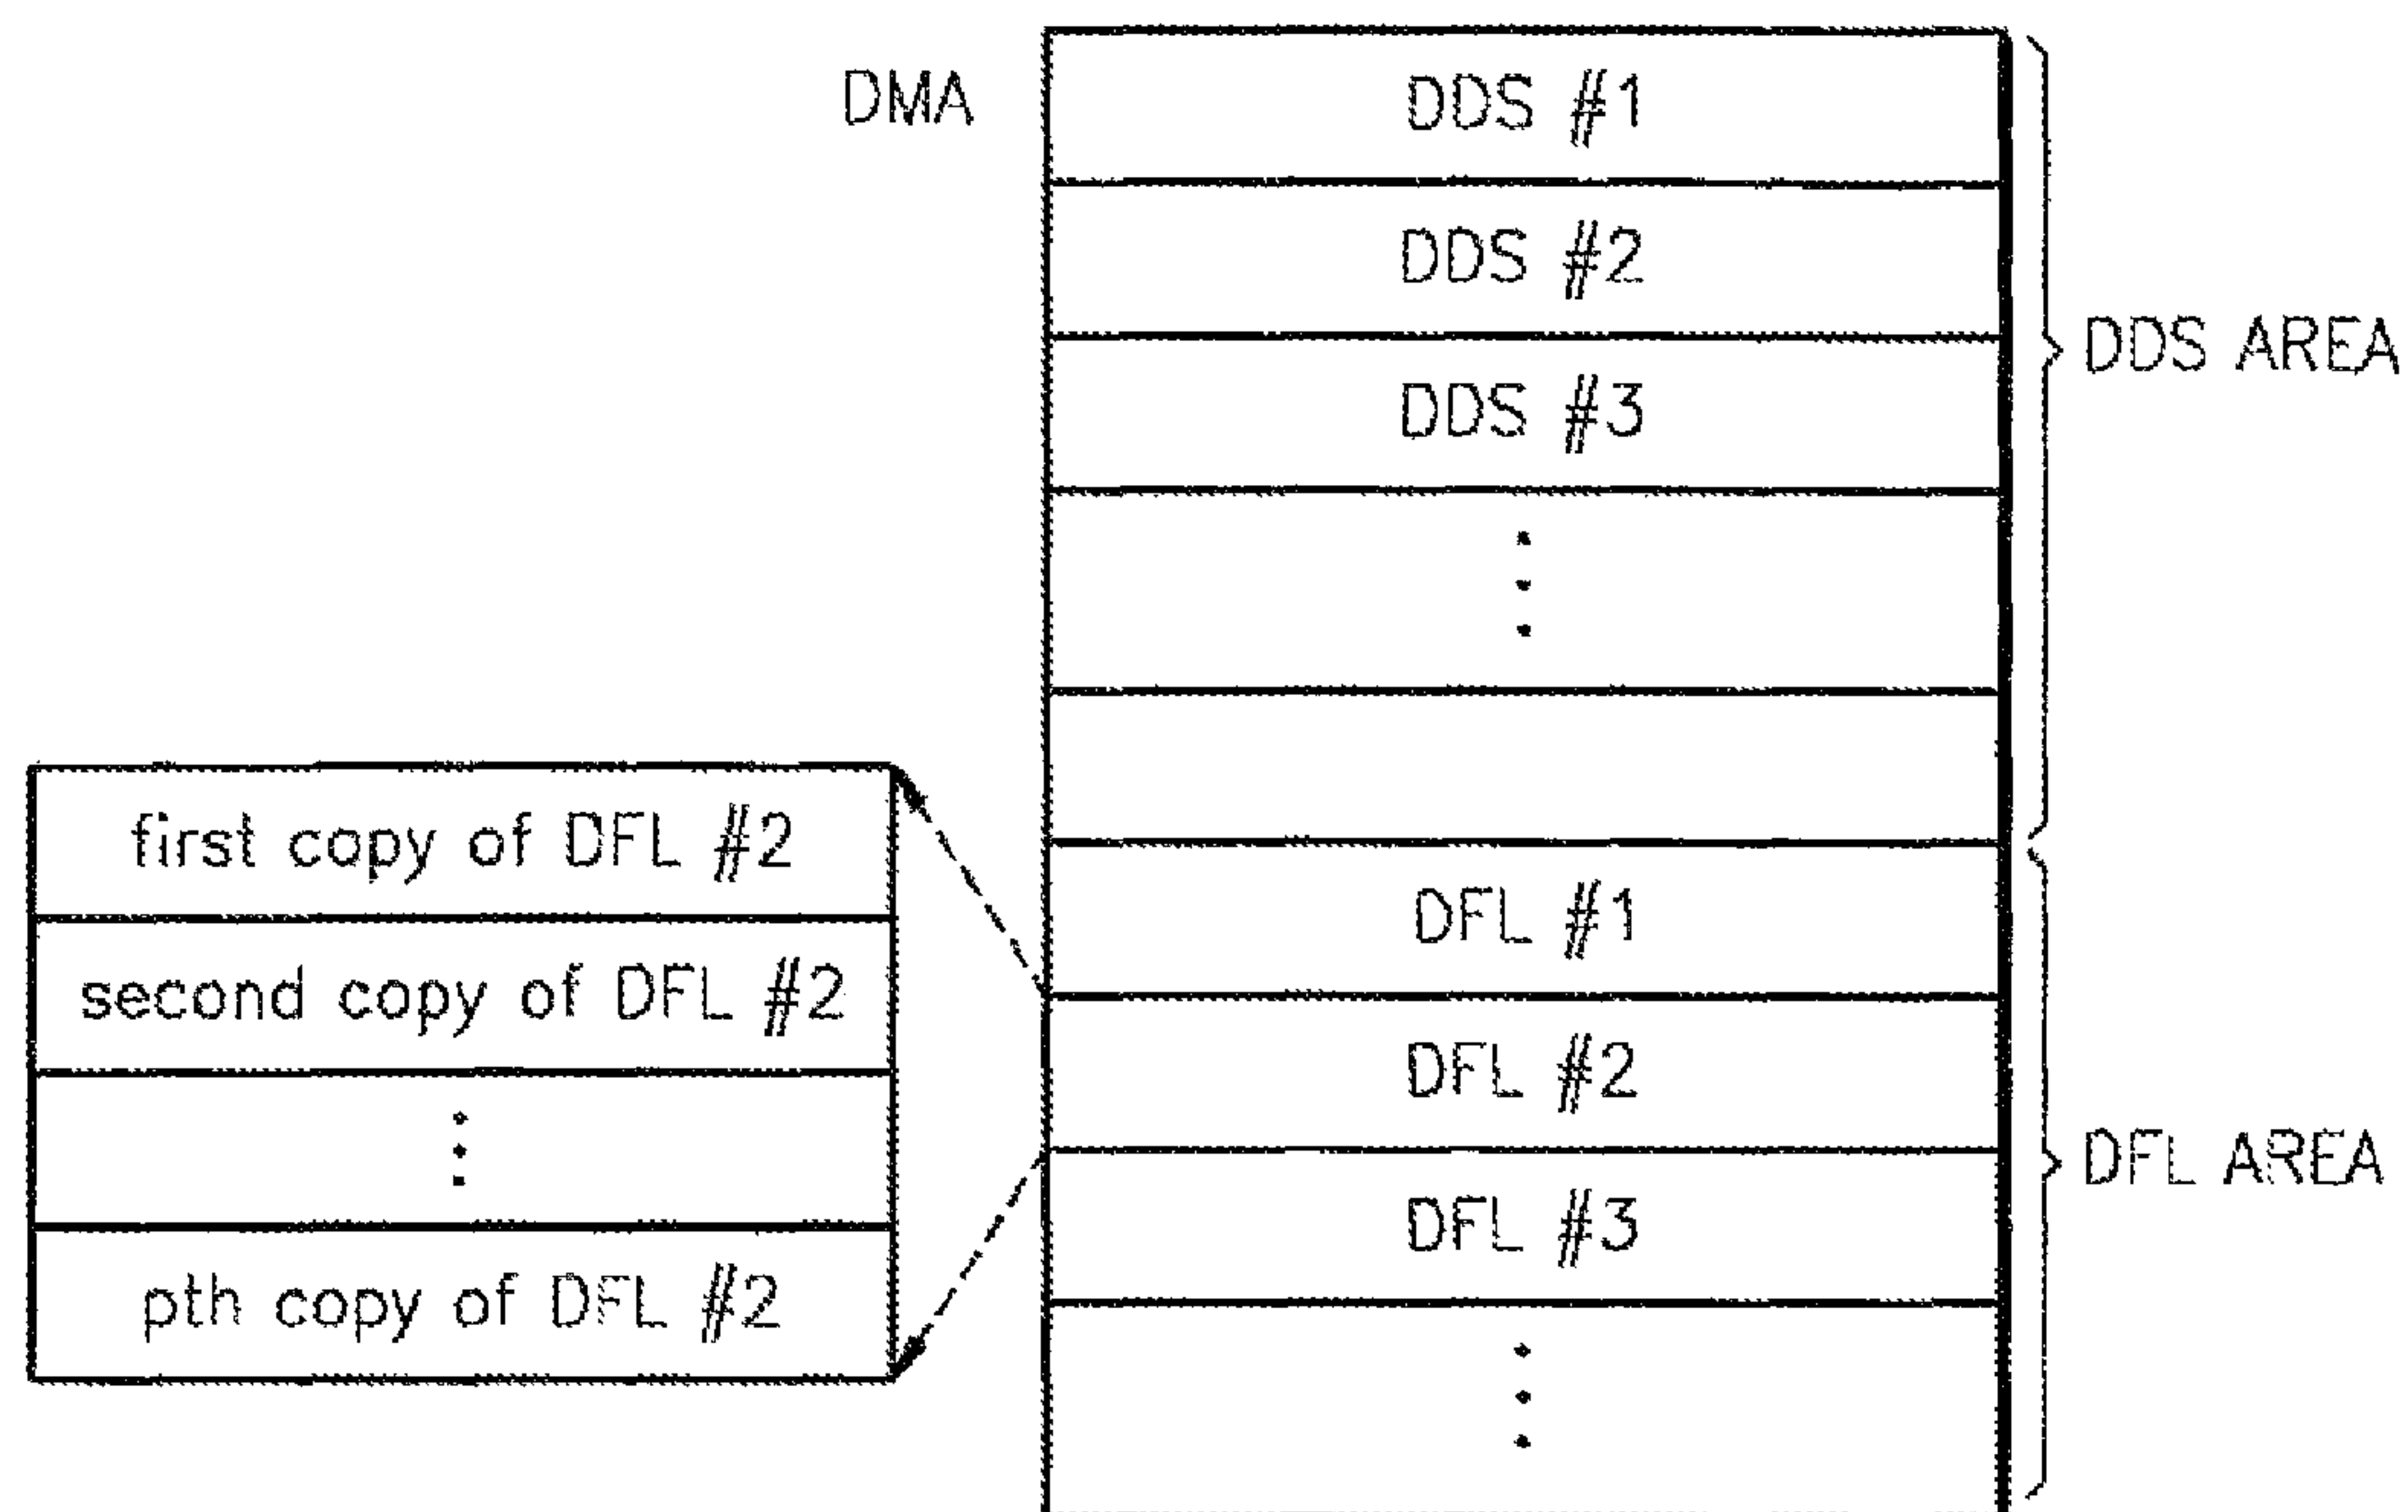 DMA
DDS #1
DDS #2
DDS #3
DDS AREA
first copy of DFL #2
second copy of DFL #2
pth copy of DFL #2
DFL #1
DFL #2
DFL #3
DFL AREA